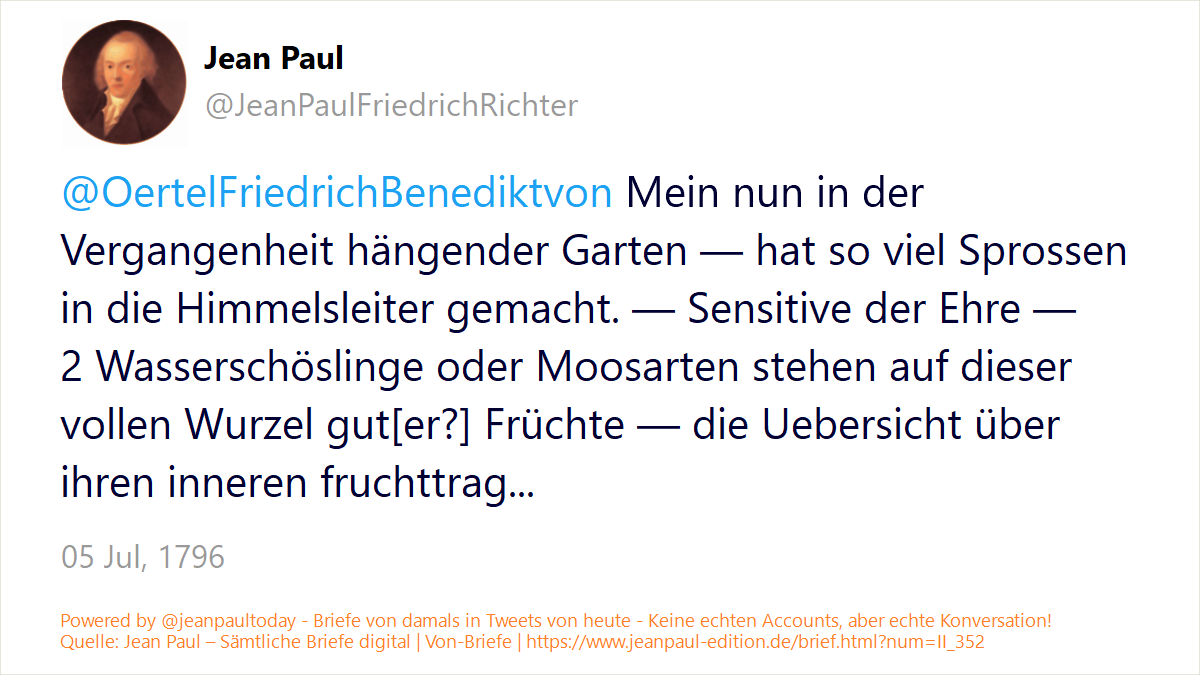 Jean Paul
@JeanPaulFriedrichRichter
@OertelFriedrichBenediktvon Mein nun in der
Vergangenheit hängender Garten — hat so viel Sprossen
in die Himmelsleiter gemacht. — Sensitive der Ehre —
2 Wasserschöslinge oder Moosarten stehen auf dieser
vollen Wurzel gut[er?] Früchte — die Uebersicht über
ihren inneren fruchttrag...
05 Jul, 1796
Powered by @jeanpaultoday - Briefe von damals in Tweets von heute - Keine echten Accounts, aber echte Konversation!
Quelle: Jean Paul – Sämtliche Briefe digital | Von-Briefe | https://www.jeanpaul-edition.de/brief.html?num=II_352